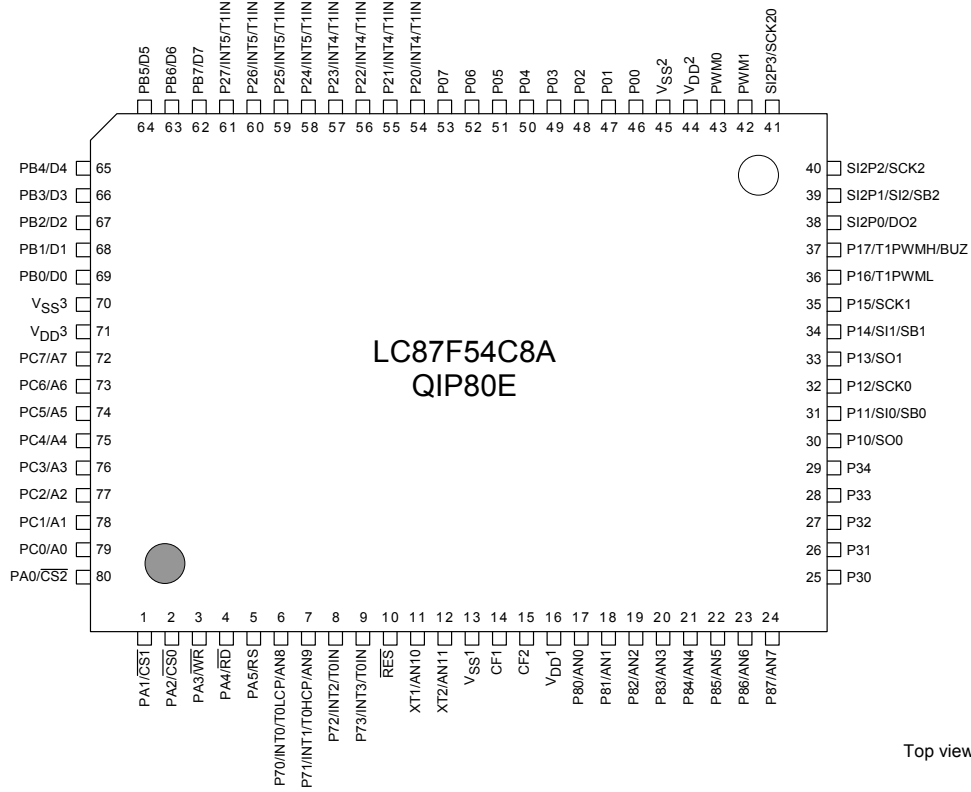 PB5/D5
PB6/D6
PB7/D7
P27/INT5/T1IN
P26/INT5/T1IN
P25/INT5/T1IN
P24/INT5/T1IN
P23/INT4/T1IN
P22/INT4/T1IN
P21/INT4/T1IN
P20/INT4/T1IN
P07
P06
P05
P04
P03
P02
P01
P00
VSS2
VDD2
PWM0
PWM1
SI2P3/SCK20
64 63 62 61 60 59 58 57 56 55 54 53 52 51 50 49 48 47 46 45 44 43 42 41
PB4/D4 65
PB3/D3 66
PB2/D2 67
PB1/D1 68
PB0/D0 69
VSS3 70
VDD3 71
PC7/A7 72
PC6/A6 73
PC5/A5 74
PC4/A4 75
PC3/A3 76
PC2/A2 77
PC1/A1 78
PC0/A0 79
PA0/CS2 80
LC87F54C8A
QIP80E
40 SI2P2/SCK2
39 SI2P1/SI2/SB2
38 SI2P0/DO2
37 P17/T1PWMH/BUZ
36 P16/T1PWML
35 P15/SCK1
34 P14/SI1/SB1
33 P13/SO1
32 P12/SCK0
31 P11/SI0/SB0
30 P10/SO0
29 P34
28 P33
27 P32
26 P31
25 P30
1 2 3 4 5 6 7 8 9 10 11 12 13 14 15 16 17 18 19 20 21 22 23 24
PA1/CS1
PA2/CS0
PA3/WR
PA4/RD
PA5/RS
P70/INT0/T0LCP/AN8
P71/INT1/T0HCP/AN9
P72/INT2/T0IN
P73/INT3/T0IN
RES
XT1/AN10
XT2/AN11
VSS1
CF1
CF2
VDD1
P80/AN0
P81/AN1
P82/AN2
P83/AN3
P84/AN4
P85/AN5
P86/AN6
P87/AN7
Top view